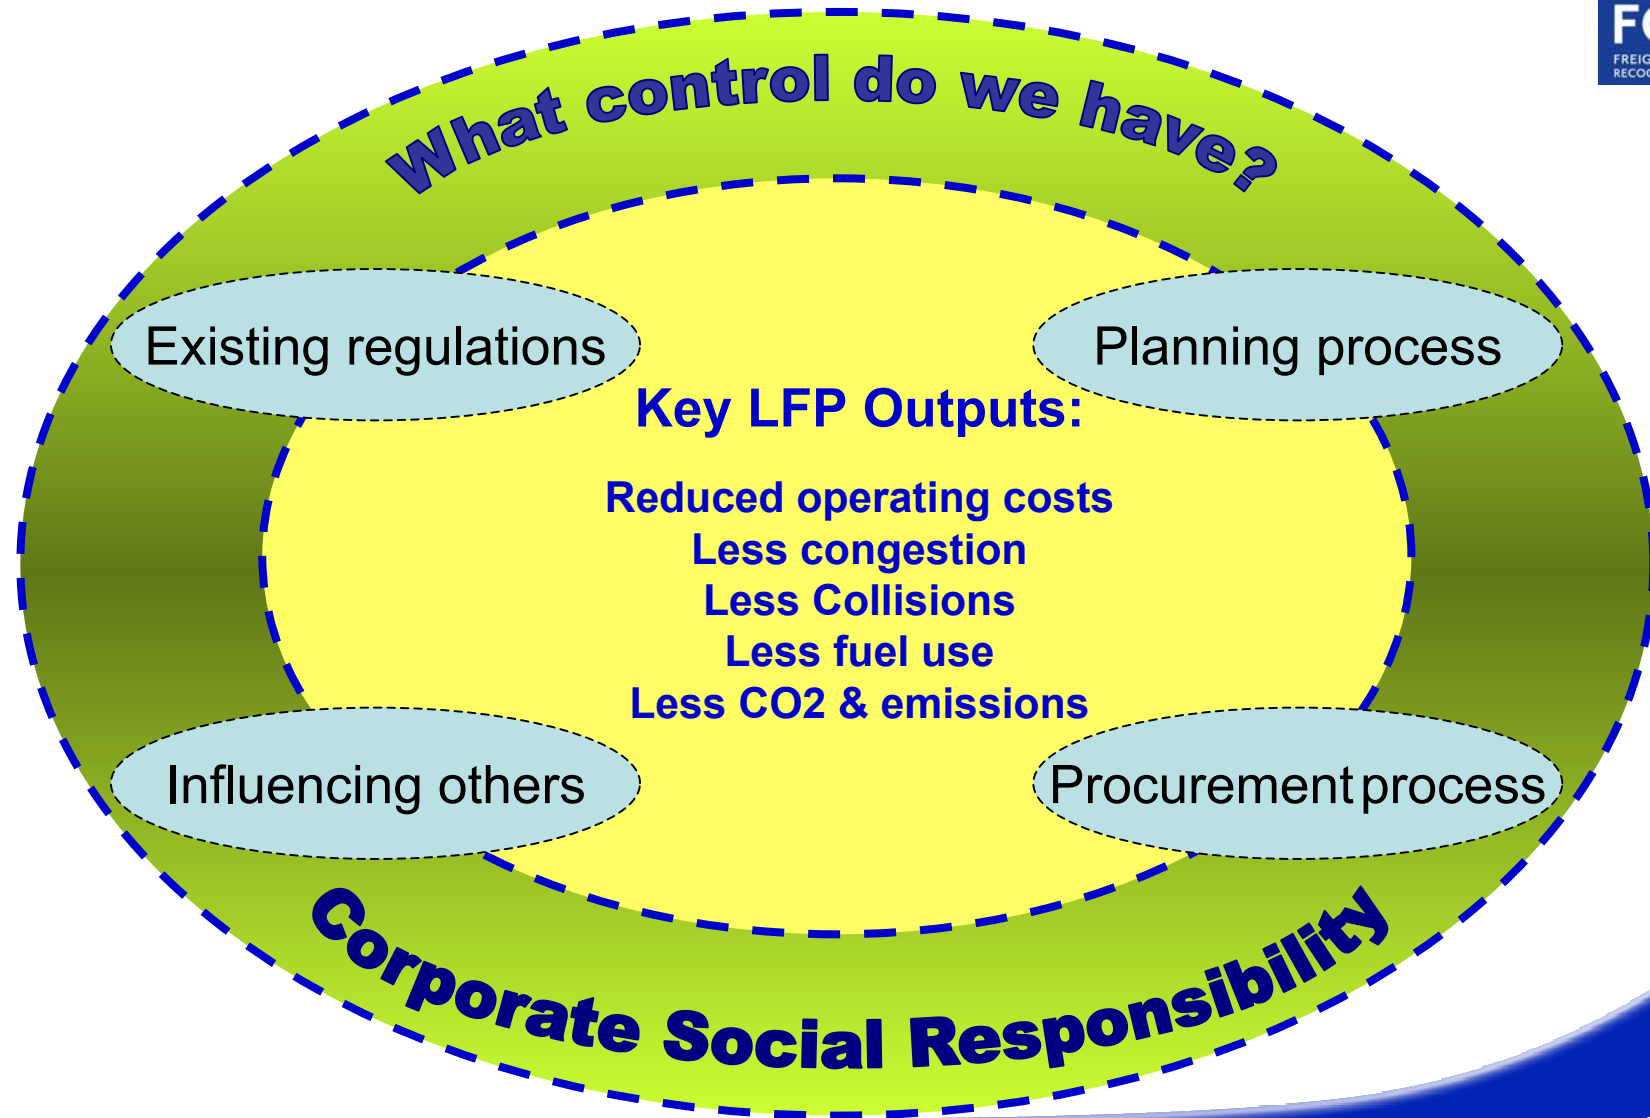 What control do we have?
Existing regulations
Planning process
Key LFP Outputs:
Reduced operating costs
Less congestion
Less Collisions
Less fuel use
Less CO2 & emissions
Influencing others
Procurement process
Corporate Social Responsibility